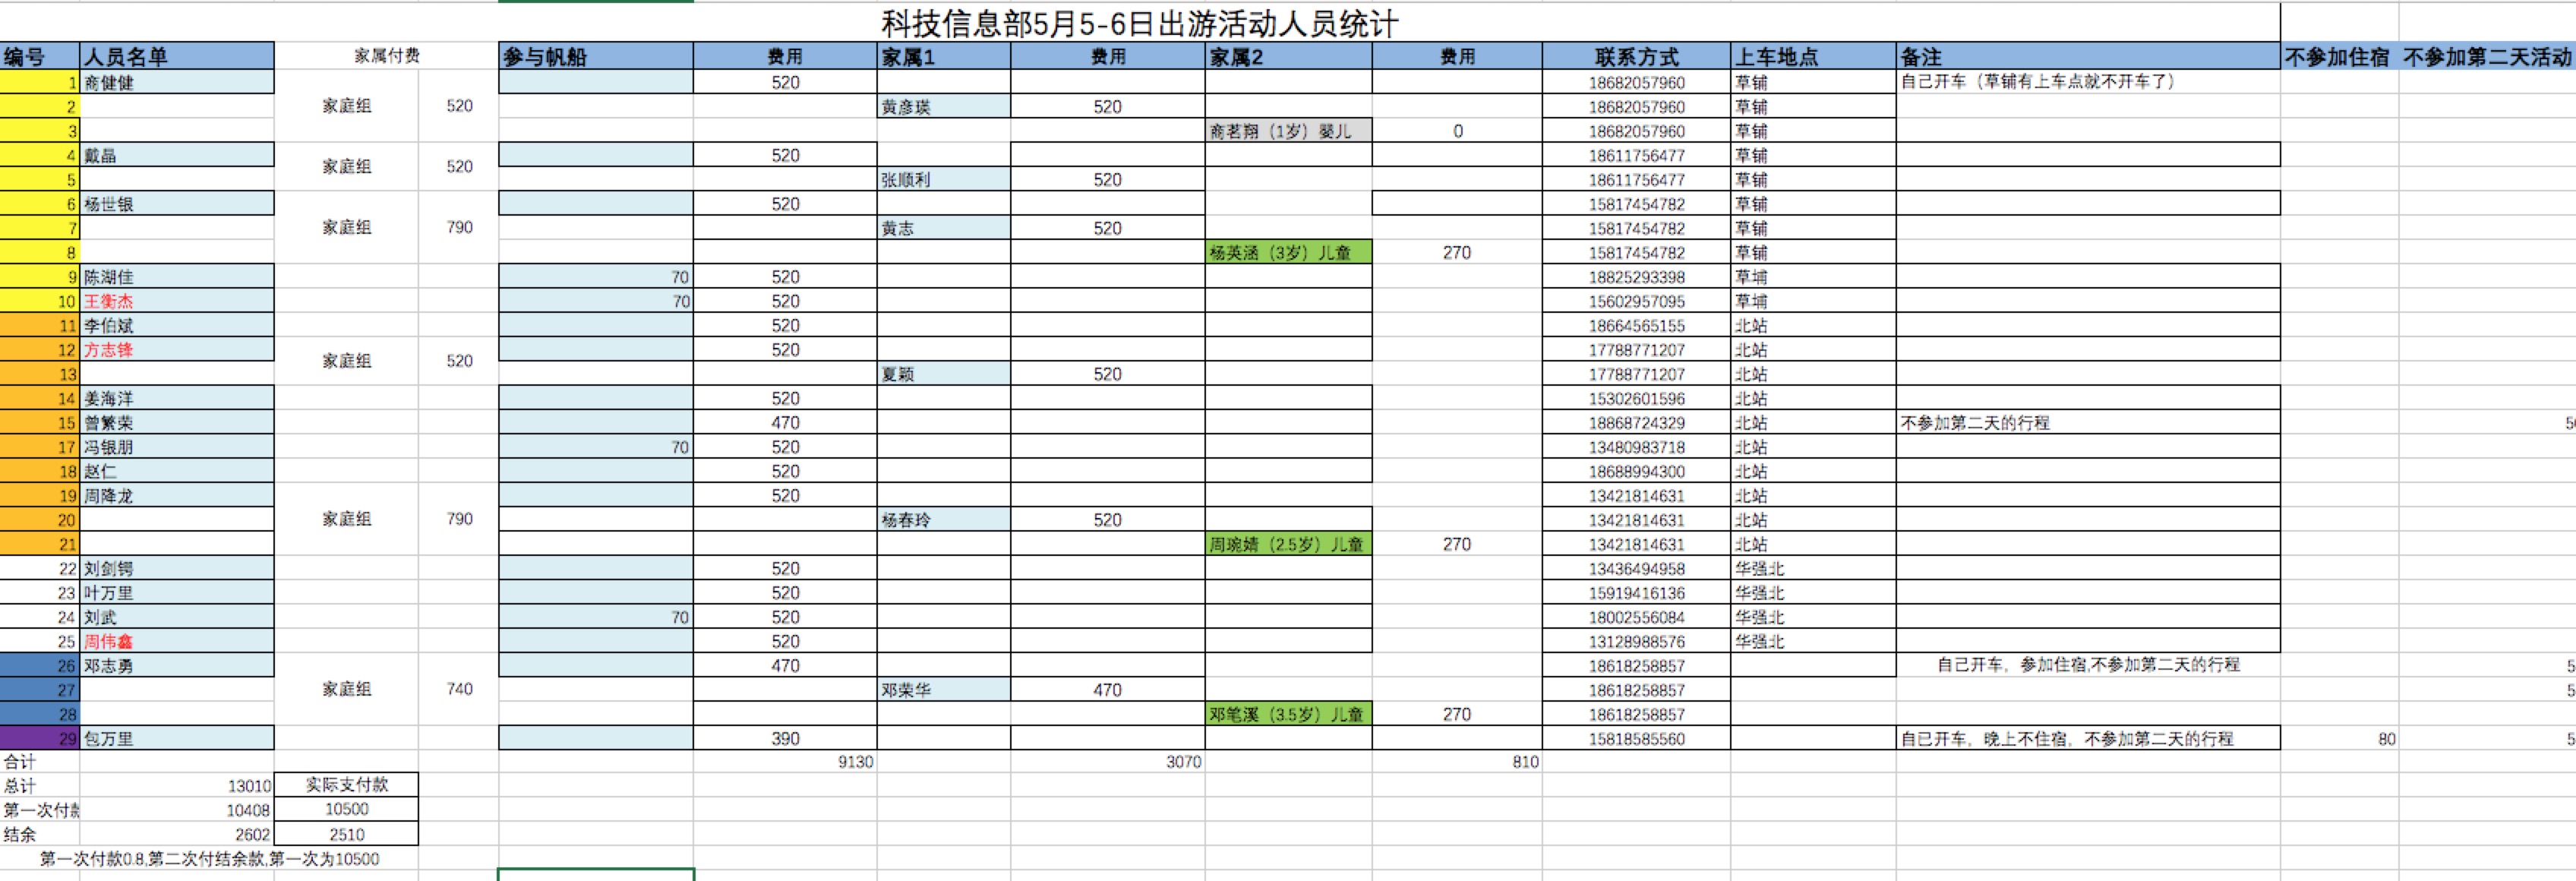 科技信息部5月5-6日出游活动人员统计
编号 人员名单 家属付费 参与帆船 费用 家属1 费用 家属2 费用 联系方式 上车地点 备注 不参加住宿 不参加第二天活动
1 商健健 520 18682057960 草铺 自己开车（草铺有上车点就不开车了）
2 家庭组 520 黄彦瑛 520 18682057960 草铺
3 商茗翔（1岁）婴儿 0 18682057960 草铺
4 戴晶 520 18611756477 草铺
家庭组 520
5 张顺利 520 18611756477 草铺
6 杨世银 520 15817454782 草铺
7 家庭组 790 黄志 520 15817454782 草铺
8 杨英涵（3岁）儿童 270 15817454782 草铺
9 陈湖佳 70 520 18825293398 草埔
10 王衡杰 70 520 15602957095 草埔
11 李伯斌 520 18664565155 北站
12 方志锋 520 17788771207 北站
家庭组 520
13 夏颖 520 17788771207 北站
14 姜海洋 520 15302601596 北站
15 曾繁荣 470 18868724329 北站 不参加第二天的行程
17 冯银朋 70 520 13480983718 北站
18 赵仁 520 18688994300 北站
19 周降龙 520 13421814631 北站
20 家庭组 790 杨春玲 520 13421814631 北站
21 周琬婧（2.5岁）儿童 270 13421814631 北站
22 刘剑锷 520 13436494958 华强北
23 叶万里 520 15919416136 华强北
24 刘武 70 520 18002556084 华强北
25 周伟鑫 520 13128988576 华强北
26 邓志勇 470 18618258857 自己开车，参加住宿,不参加第二天的行程 5
27 家庭组 740 邓荣华 470 18618258857 5
28 邓笔溪（3.5岁）儿童 270 18618258857
29 包万里 390 15818585560 自已开车，晚上不住宿，不参加第二天的行程 80 5
合计 9130 3070 810
总计 13010 实际支付款
第一次付款 10408 10500
结余 2602 2510
第一次付款0.8,第二次付结余款,第一次为10500